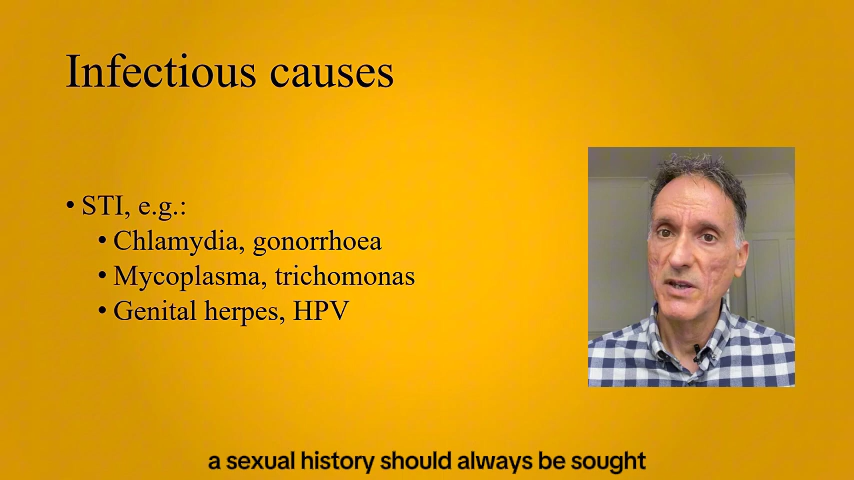 Infectious causes
• STI, e.g.:
• Chlamydia, gonorrhoea
• Mycoplasma, trichomonas
• Genital herpes, HPV
a sexual history should always be sought